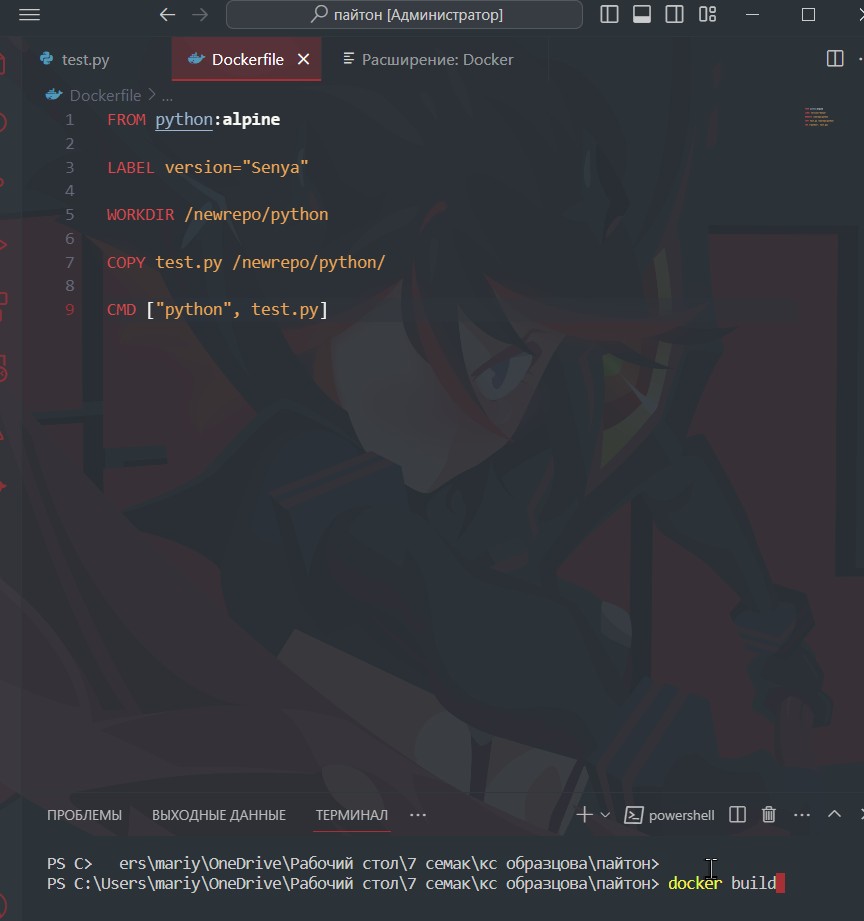 пайтон [Администратор]
test.py
Dockerfile
Расширение: Docker
Dockerfile > ...
1 FROM python:alpine
2
3 LABEL version="Senya"
4
5 WORKDIR /newrepo/python
6
7 COPY test.py /newrepo/python/
8
9 CMD ["python", test.py]
ПРОБЛЕМЫ ВЫХОДНЫЕ ДАННЫЕ ТЕРМИНАЛ ... powershell ...
PS C> ers\mariy\OneDrive\Рабочий стол\7 семак\кс образцова\пайтон>
PS C:\Users\mariy\OneDrive\Рабочий стол\7 семак\кс образцова\пайтон> docker build